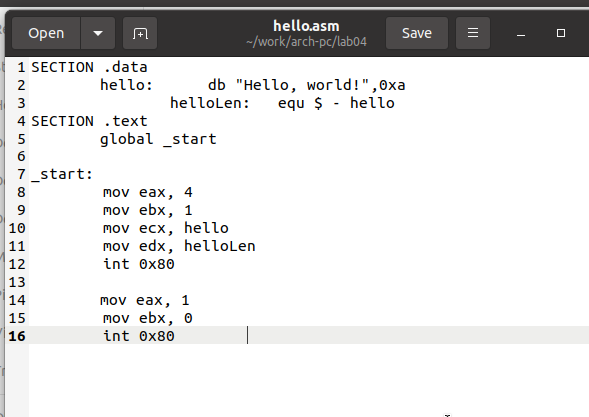 Open
hello.asm
~/work/arch-pc/lab04
Save
1 SECTION .data
2 hello: db "Hello, world!",0xa
3 helloLen: equ $ - hello
4 SECTION .text
5 global _start
6
7 _start:
8 mov eax, 4
9 mov ebx, 1
10 mov ecx, hello
11 mov edx, helloLen
12 int 0x80
13
14 mov eax, 1
15 mov ebx, 0
16 int 0x80